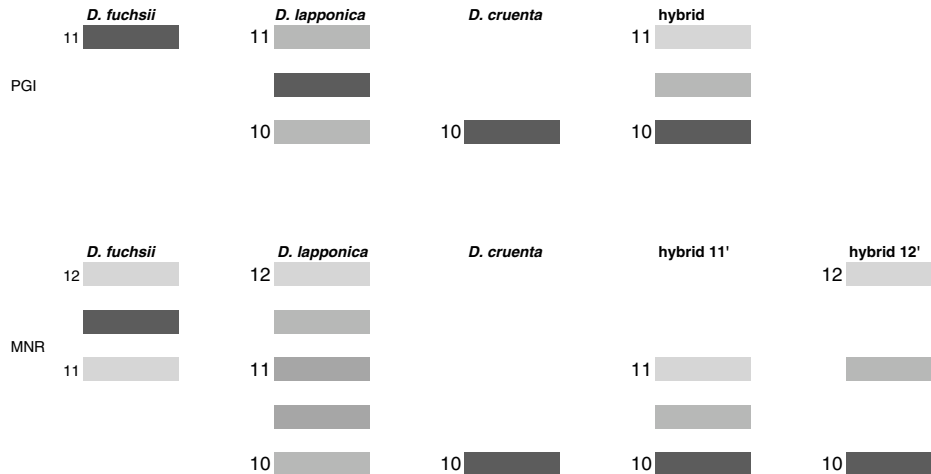 D. fuchsii D. lapponica D. cruenta hybrid
11 11 11
PGI
10 10 10
D. fuchsii D. lapponica D. cruenta hybrid 11' hybrid 12'
12 12 12
MNR
11 11 11
10 10 10 10